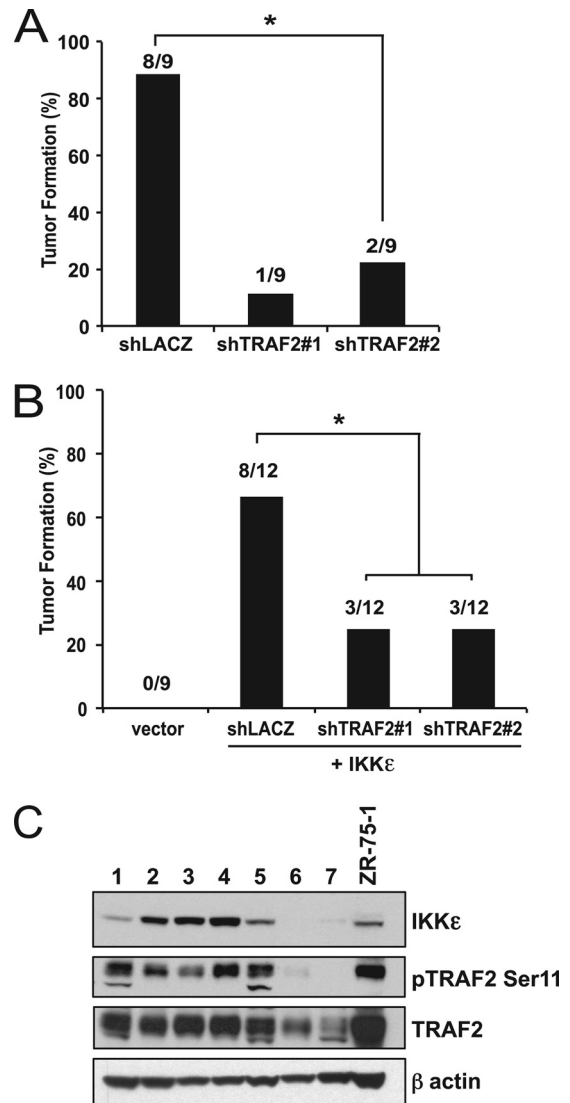 A
Tumor Formation (%)
100
80
60
40
20
0
8/9
*
1/9
2/9
shLACZ shTRAF2#1 shTRAF2#2
B
Tumor Formation (%)
100
80
60
40
20
0
*
0/9
8/12
3/12
3/12
vector shLACZ shTRAF2#1 shTRAF2#2
+ IKKε
C
1 2 3 4 5 6 7 ZR-75-1
IKKε
pTRAF2 Ser11
TRAF2
β actin